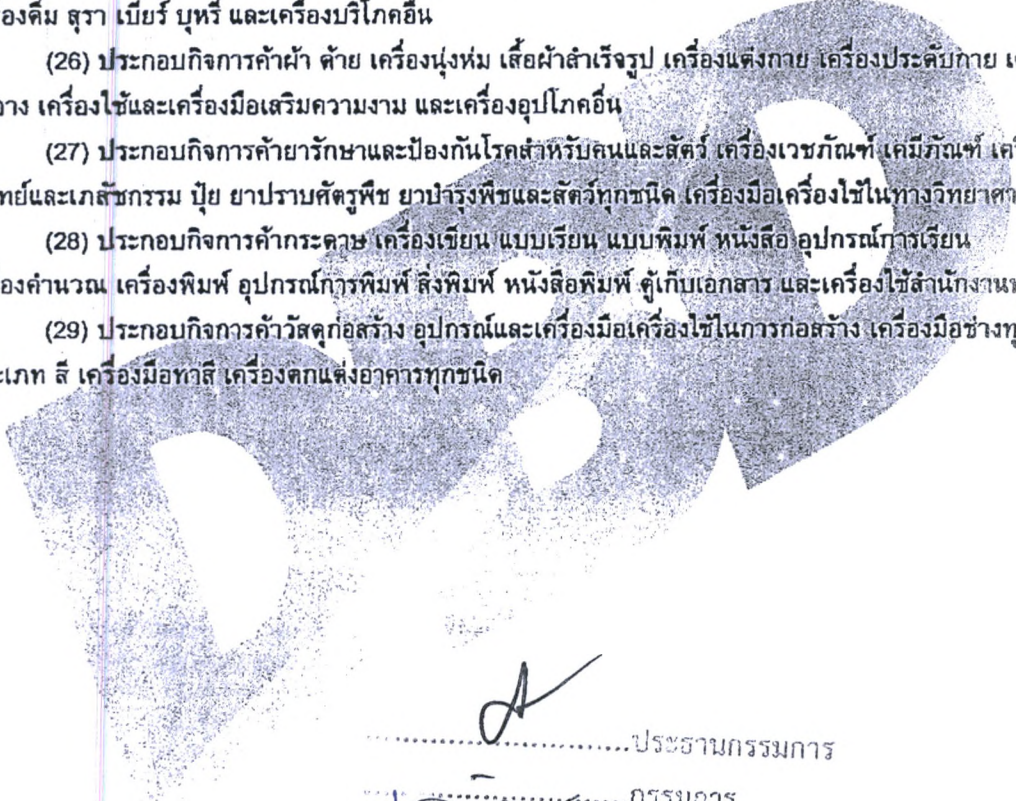 องดื่ม สุรา เบียร์ บุหรี่ และเครื่องบริโภคอื่น
(26) ประกอบกิจการค้าผ้า ด้าย เครื่องนุ่งห่ม เสื้อผ้าสำเร็จรูป เครื่องแต่งกาย เครื่องประดับกาย เ
อาง เครื่องใช้และเครื่องมือเสริมความงาม และเครื่องอุปโภคอื่น
(27) ประกอบกิจการค้ายารักษาและป้องกันโรคสำหรับคนและสัตว์ เครื่องเวชภัณฑ์ เคมีภัณฑ์ เครื
ทย์และเภสัชกรรม ปุ๋ย ยาปราบศัตรูพืช ยาบำรุงพืชและสัตว์ทุกชนิด เครื่องมือเครื่องใช้ในทางวิทยาศา
(28) ประกอบกิจการค้ากระดาษ เครื่องเขียน แบบเรียน แบบพิมพ์ หนังสือ อุปกรณ์การเรียน
องคำนวณ เครื่องพิมพ์ อุปกรณ์การพิมพ์ สิ่งพิมพ์ หนังสือพิมพ์ ตู้เก็บเอกสาร และเครื่องใช้สำนักงาน
(29) ประกอบกิจการค้าวัสดุก่อสร้าง อุปกรณ์และเครื่องมือเครื่องใช้ในการก่อสร้าง เครื่องมือช่างทุ
ะเภท สี เครื่องมือทาสี เครื่องตกแต่งอาคารทุกชนิด
DBD
ประธานกรรมการ
กรรมการ